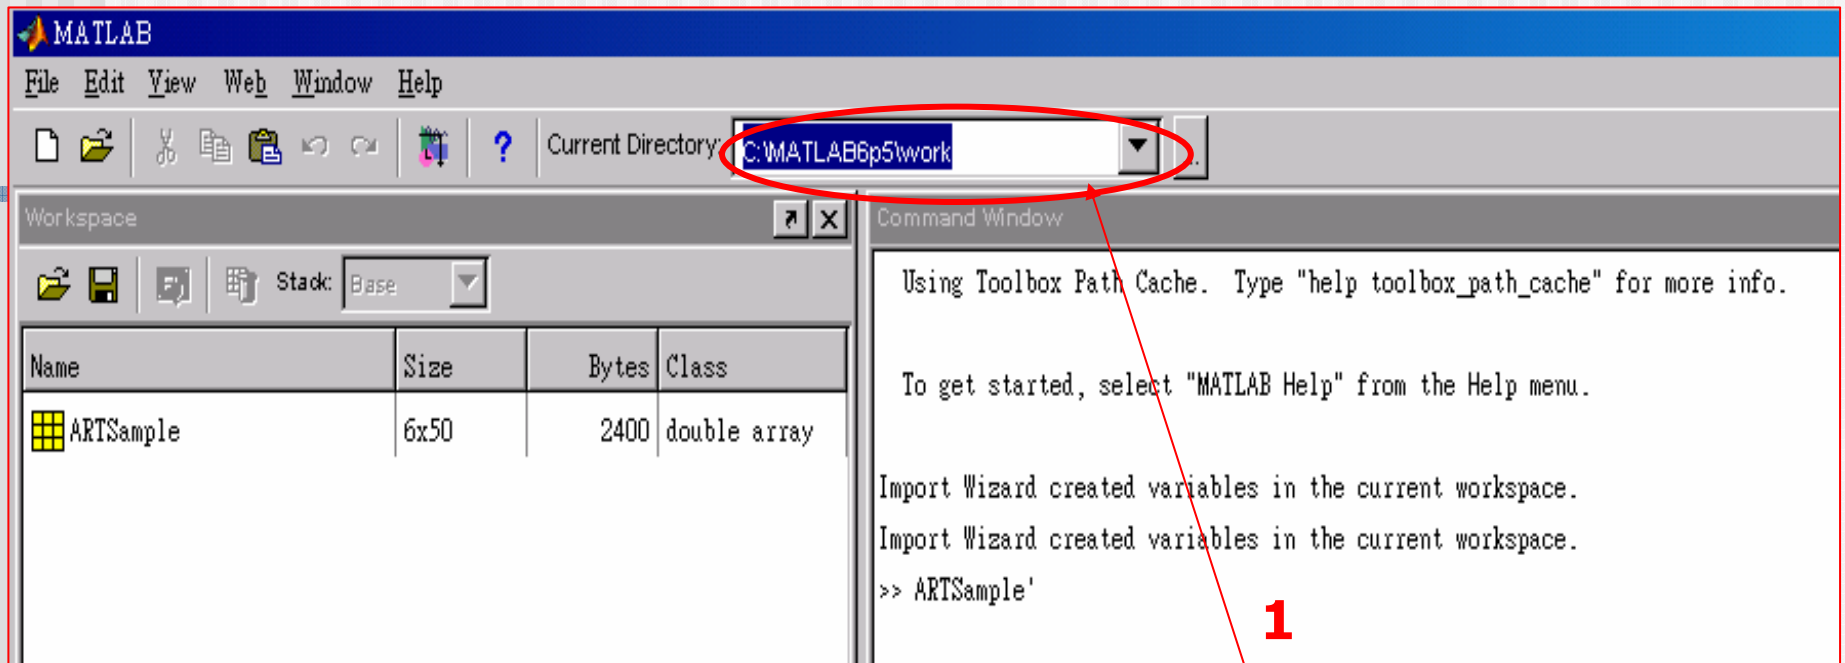 MATLAB
File Edit View Web Window Help
Current Directory: C:\MATLAB6p5\work ...
Workspace
Stack: Base
Name Size Bytes Class
ARTSample 6x50 2400 double array
Command Window
Using Toolbox Path Cache. Type "help toolbox_path_cache" for more info.
To get started, select "MATLAB Help" from the Help menu.
Import Wizard created variables in the current workspace.
Import Wizard created variables in the current workspace.
>> ARTSample'
1